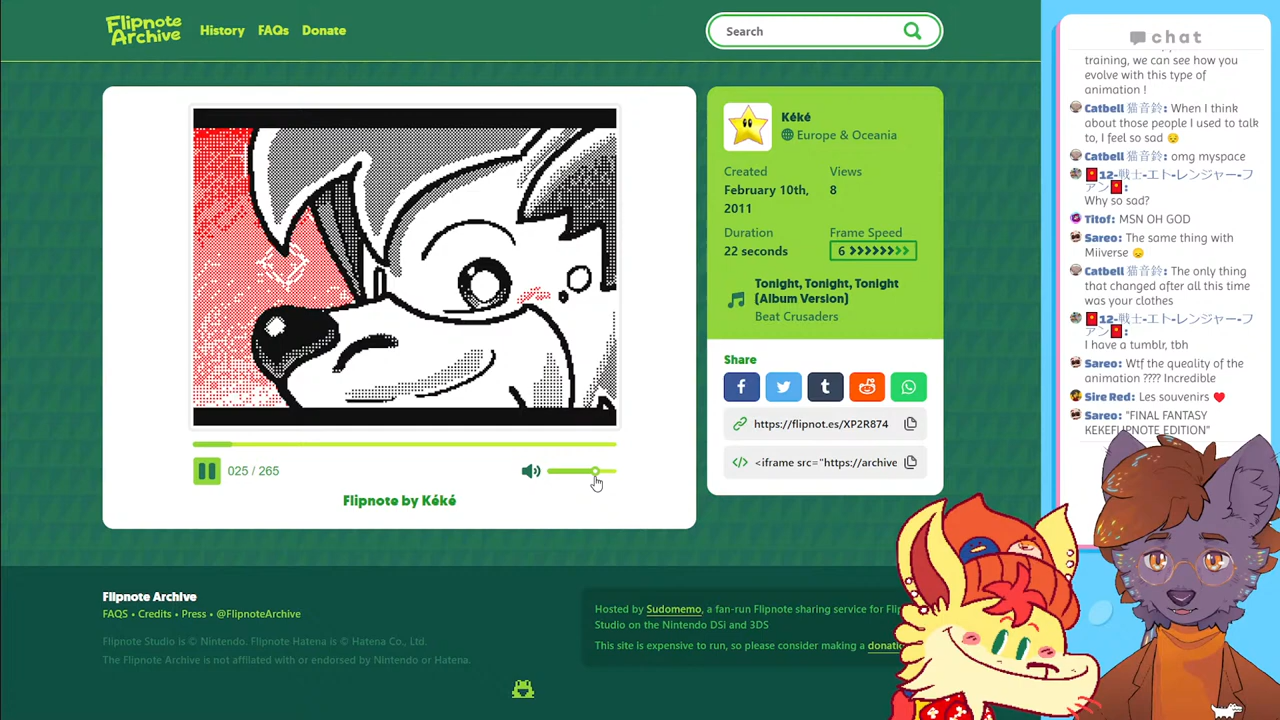 Flipnote
Archive
History
FAQs
Donate
Search
025 / 265
Flipnote by Kéké
Kéké
Europe & Oceania
Created
February 10th,
2011
Views
8
Duration
22 seconds
Frame Speed
6
Tonight, Tonight, Tonight
(Album Version)
Beat Crusaders
Share
https://flipnot.es/XP2R874
<iframe src="https://archive
chat
training, we can see how you
evolve with this type of
animation !
Catbell 猫音鈴: When I think
about those people I used to talk
to, I feel so sad 😔
Catbell 猫音鈴: omg myspace
🀄12-戦士-エト-レンジャー-フ
ァン🀄:
Why so sad?
Titof: MSN OH GOD
Sareo: The same thing with
Miiverse 😞
Catbell 猫音鈴: The only thing
that changed after all this time
was your clothes
🀄12-戦士-エト-レンジャー-フ
ァン🀄:
I have a tumblr, tbh
Sareo: Wtf the queality of the
animation ???? Incredible
Sire Red: Les souvenirs ♥
Sareo: "FINAL FANTASY
KEKEFLIPNOTE EDITION"
Flipnote Archive
FAQS • Credits • Press • @FlipnoteArchive
Flipnote Studio is © Nintendo. Flipnote Hatena is © Hatena Co., Ltd.
The Flipnote Archive is not affiliated with or endorsed by Nintendo or Hatena.
Hosted by Sudomemo, a fan-run Flipnote sharing service for
Studio on the Nintendo DSi and 3DS
This site is expensive to run, so please consider making a